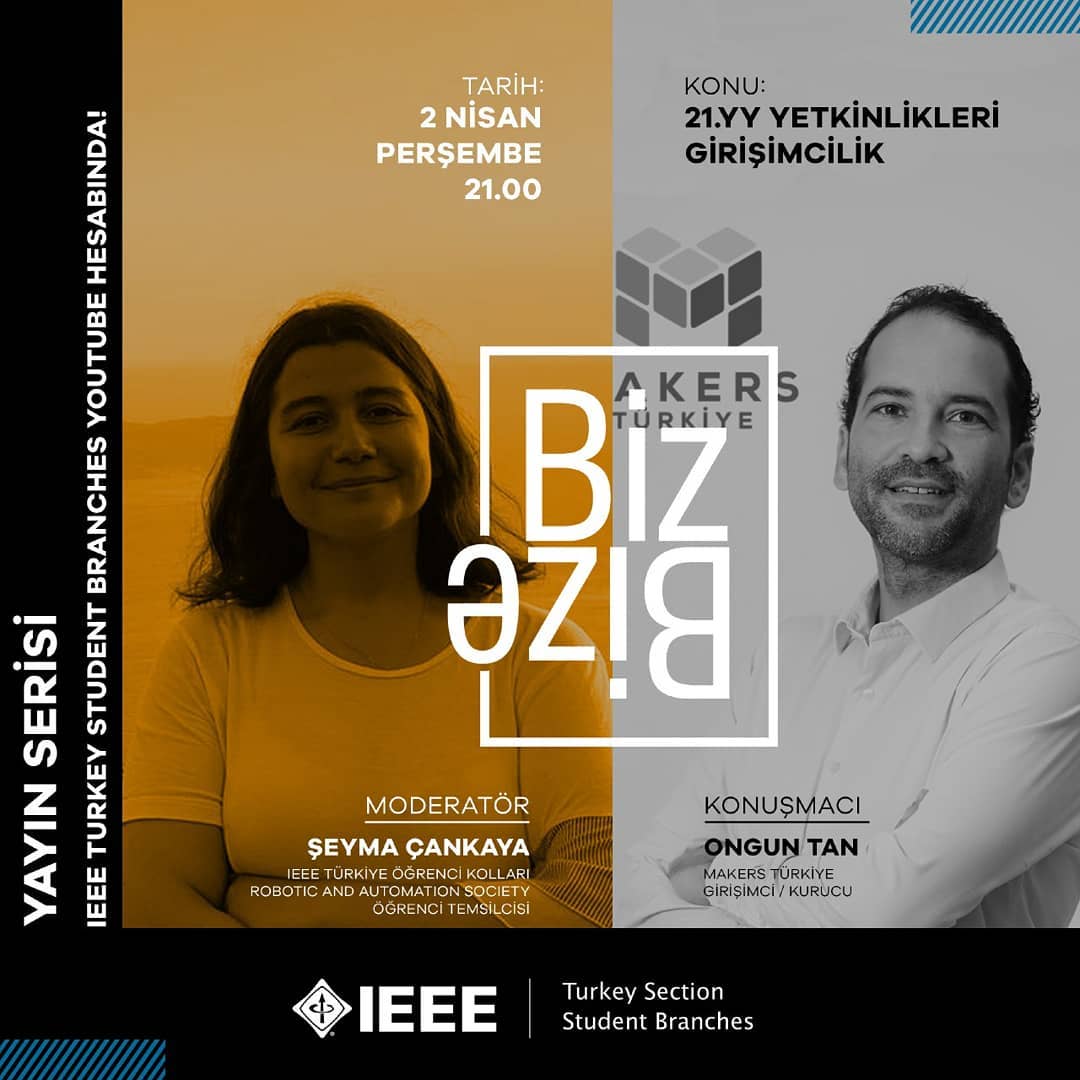 YAYIN SERİSİ
IEEE TURKEY STUDENT BRANCHES YOUTUBE HESABINDA!
TARİH:
2 NİSAN
PERŞEMBE
21.00
KONU:
21.YY YETKİNLİKLERİ
GİRİŞİMCİLİK
AKERS
TÜRKİYE
Biz
Bize
MODERATÖR
ŞEYMA ÇANKAYA
IEEE TÜRKİYE ÖĞRENCİ KOLLARI
ROBOTIC AND AUTOMATION SOCIETY
ÖĞRENCİ TEMSİLCİSİ
KONUŞMACI
ONGUN TAN
MAKERS TÜRKİYE
GİRİŞİMCİ / KURUCU
IEEE
Turkey Section
Student Branches